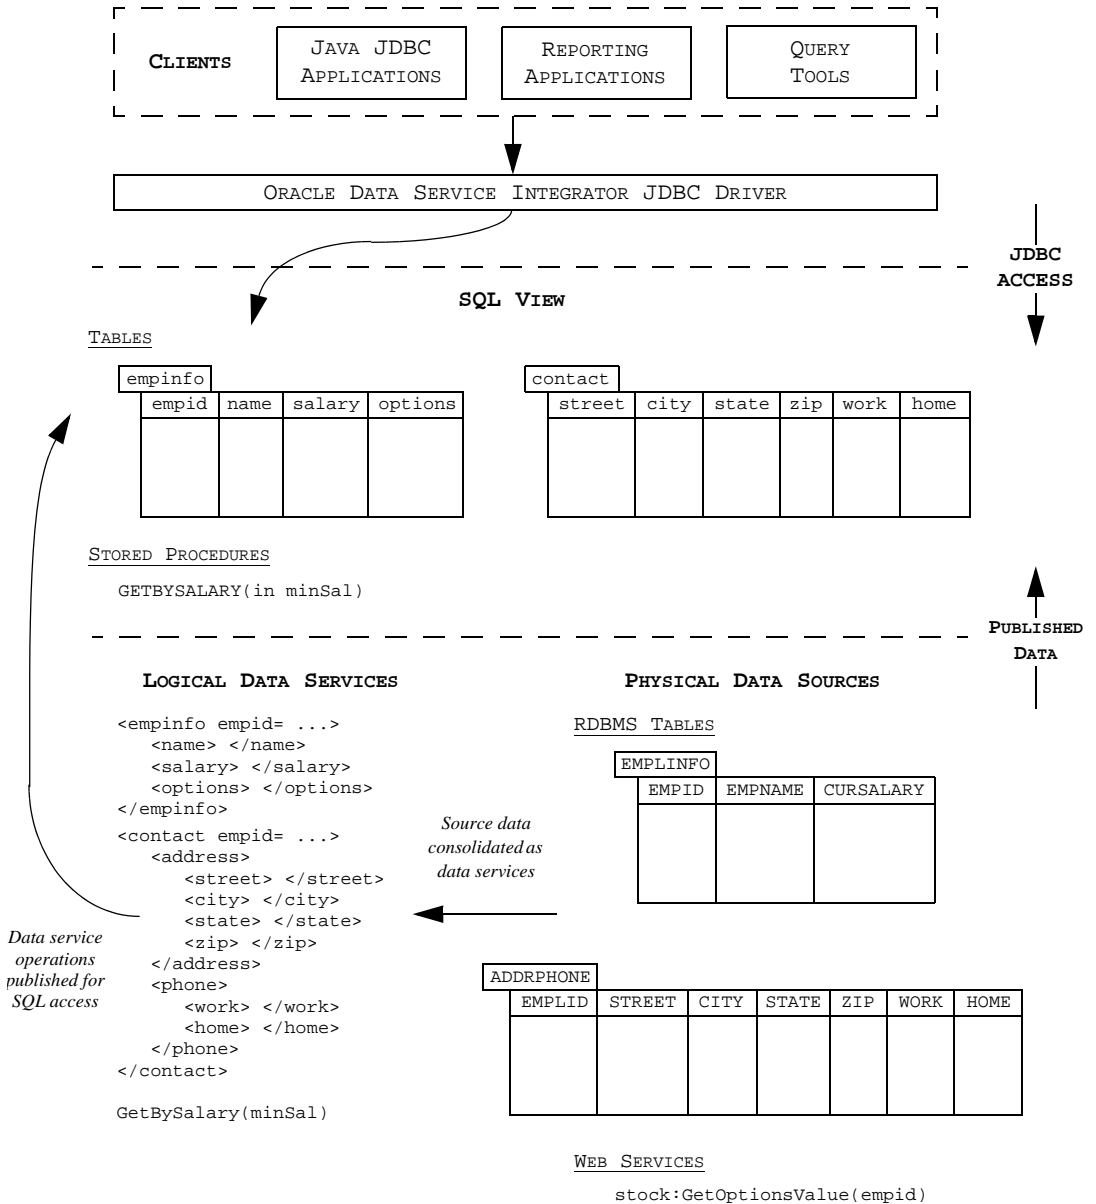 CLIENTS
JAVA JDBC
APPLICATIONS
REPORTING
APPLICATIONS
QUERY
TOOLS
ORACLE DATA SERVICE INTEGRATOR JDBC DRIVER
JDBC
ACCESS
SQL VIEW
TABLES
empinfo
empid name salary options
contact
street city state zip work home
STORED PROCEDURES
GETBYSALARY(in minSal)
PUBLISHED
DATA
LOGICAL DATA SERVICES
<empinfo empid= ...>
<name> </name>
<salary> </salary>
<options> </options>
</empinfo>
<contact empid= ...>
<address>
<street> </street>
<city> </city>
<state> </state>
<zip> </zip>
</address>
<phone>
<work> </work>
<home> </home>
</phone>
</contact>
GetBySalary(minSal)
Data service
operations
published for
SQL access
Source data
consolidated as
data services
PHYSICAL DATA SOURCES
RDBMS TABLES
EMPLINFO
EMPID EMPNAME CURSALARY
ADDRPHONE
EMPLID STREET CITY STATE ZIP WORK HOME
WEB SERVICES
stock:GetOptionsValue(empid)